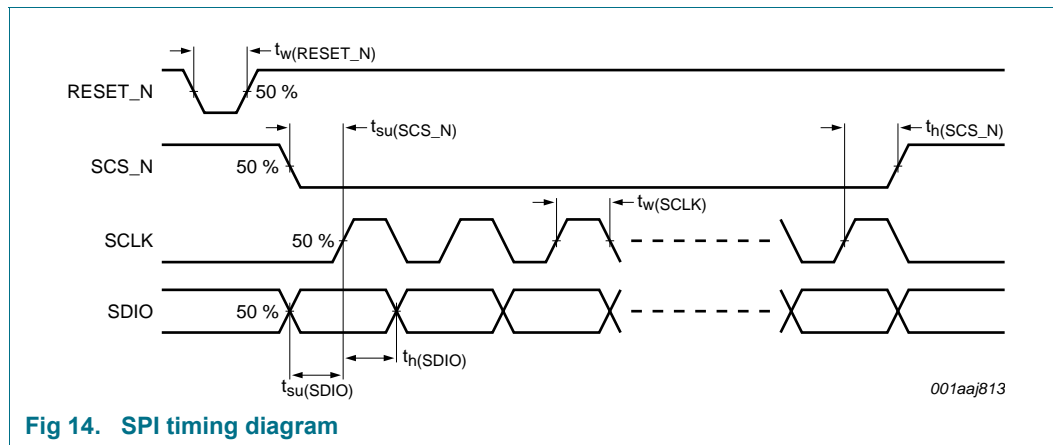 tw(RESET_N)
RESET_N
50 %
tsu(SCS_N)
th(SCS_N)
SCS_N
50 %
tw(SCLK)
SCLK
50 %
SDIO
50 %
th(SDIO)
tsu(SDIO)
001aaj813
Fig 14. SPI timing diagram